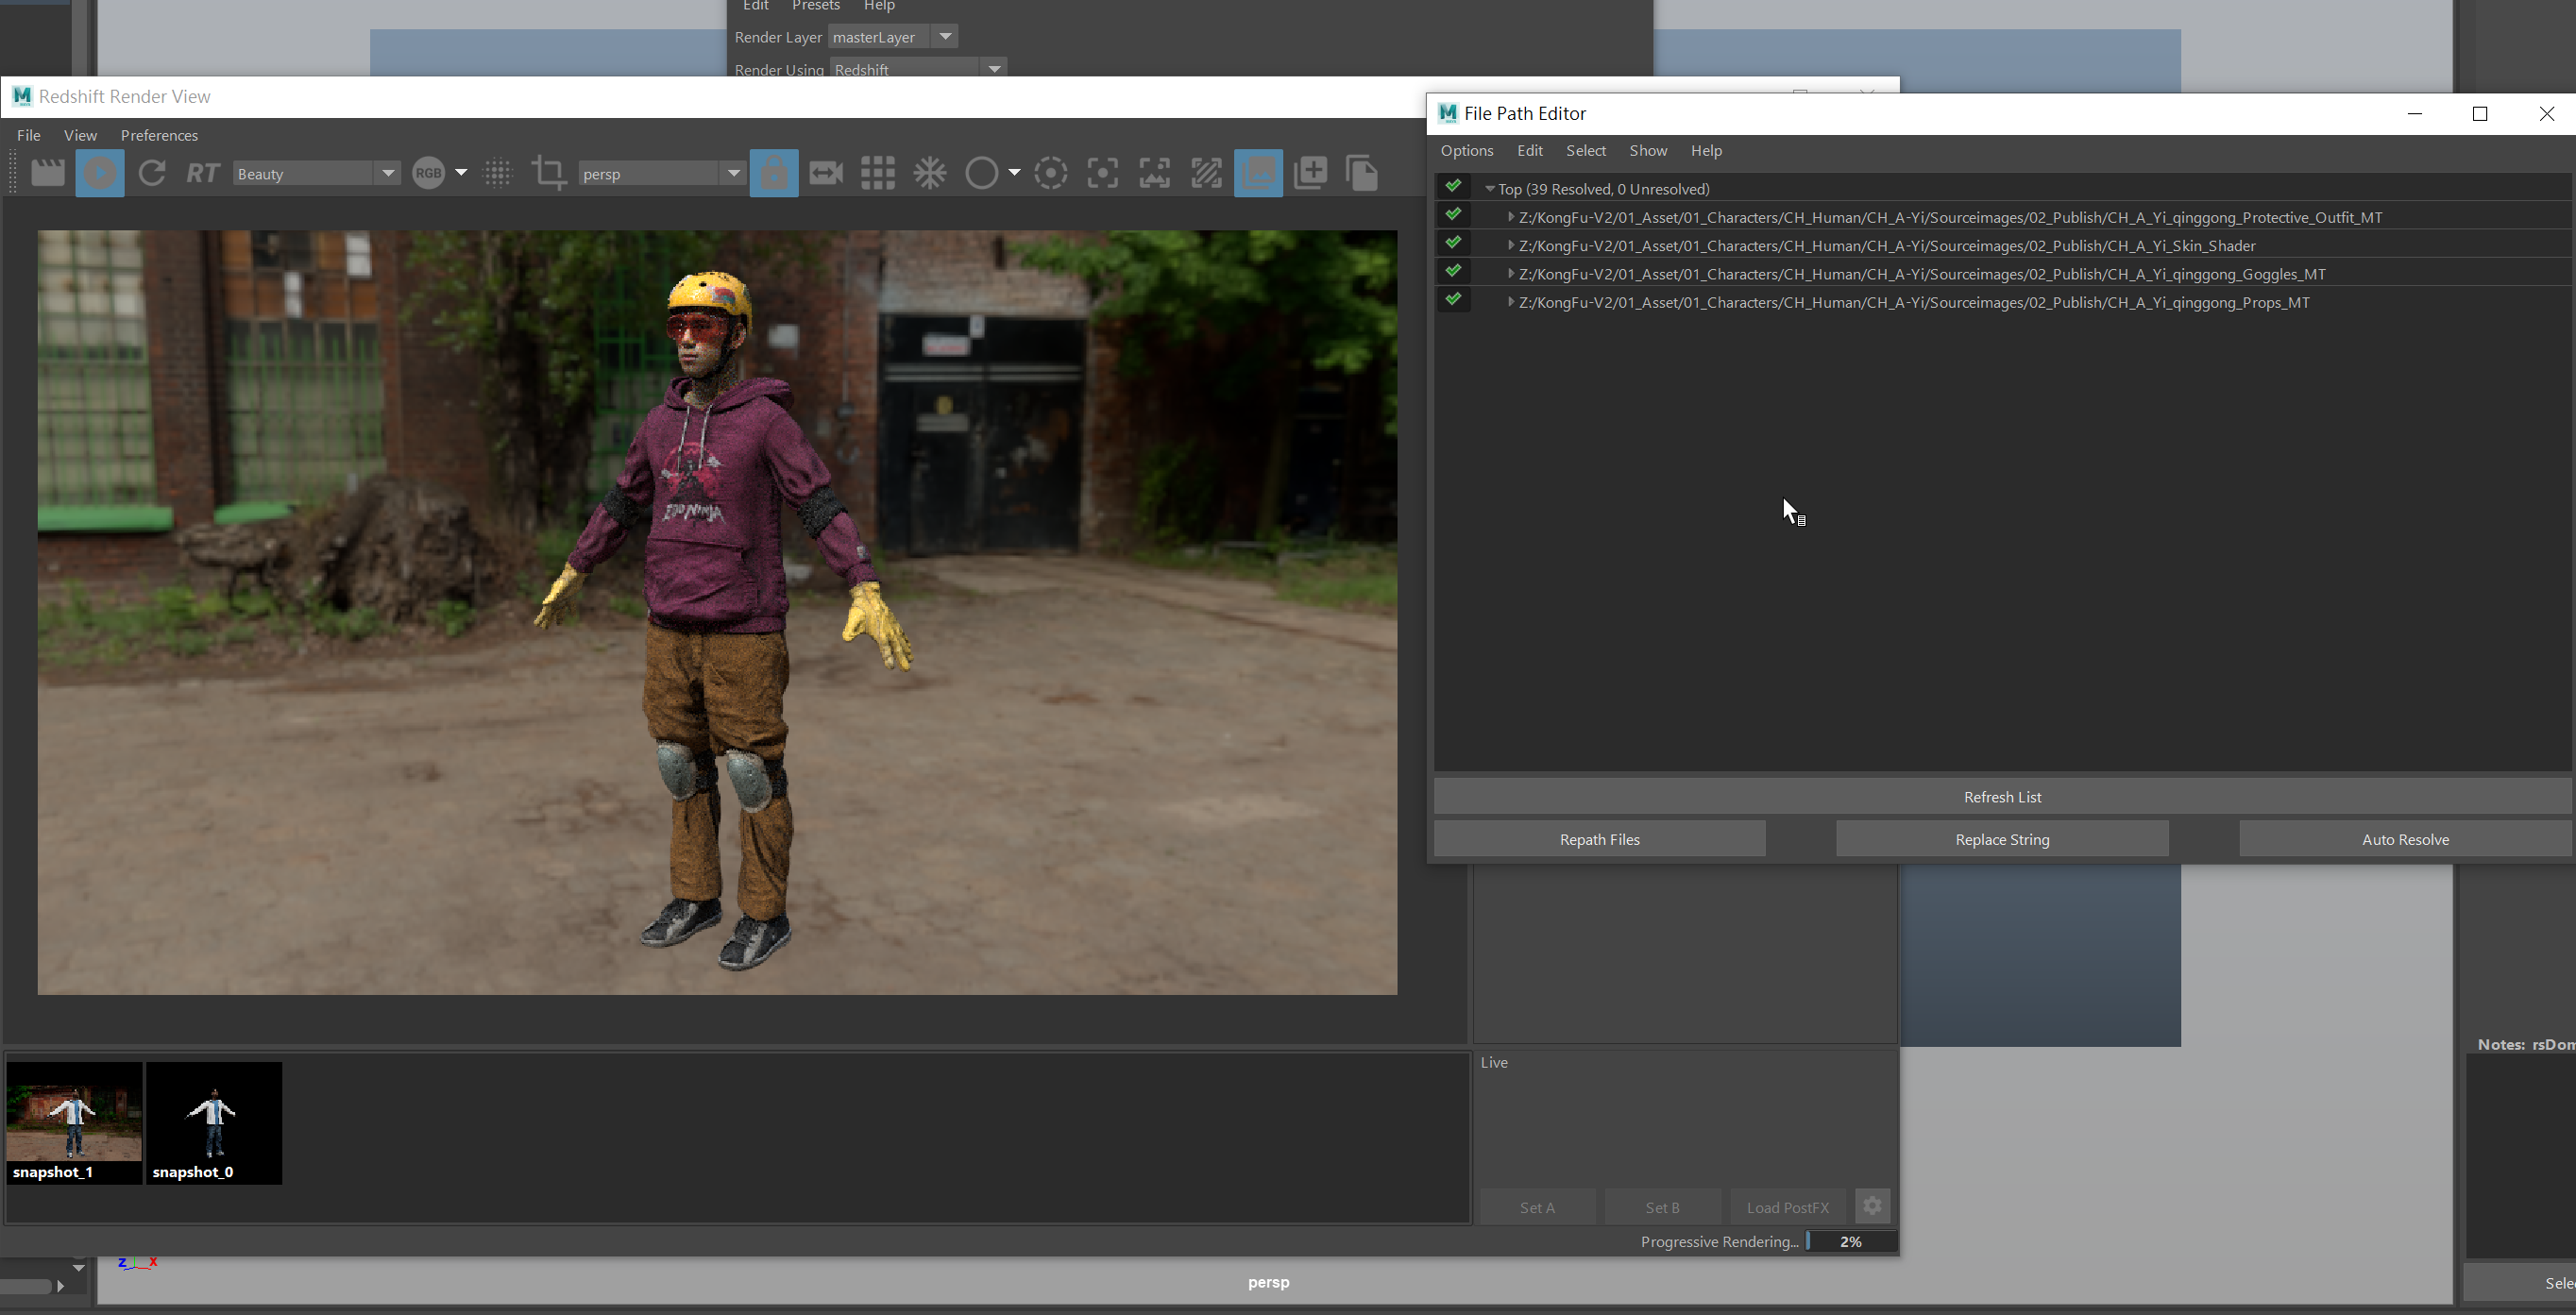 Edit Presets Help
Render Layer masterLayer
Render Using Redshift
Redshift Render View
File View Preferences
RT Beauty RGB persp
ZOO NINJA
snapshot_1 snapshot_0
Live
Set A Set B Load PostFX
Progressive Rendering... 2%
File Path Editor
Options Edit Select Show Help
Top (39 Resolved, 0 Unresolved)
Z:/KongFu-V2/01_Asset/01_Characters/CH_Human/CH_A-Yi/Sourceimages/02_Publish/CH_A_Yi_qinggong_Protective_Outfit_MT
Z:/KongFu-V2/01_Asset/01_Characters/CH_Human/CH_A-Yi/Sourceimages/02_Publish/CH_A_Yi_Skin_Shader
Z:/KongFu-V2/01_Asset/01_Characters/CH_Human/CH_A-Yi/Sourceimages/02_Publish/CH_A_Yi_qinggong_Goggles_MT
Z:/KongFu-V2/01_Asset/01_Characters/CH_Human/CH_A-Yi/Sourceimages/02_Publish/CH_A_Yi_qinggong_Props_MT
Refresh List
Repath Files Replace String Auto Resolve
Notes: rsDom
z x
persp
Sele